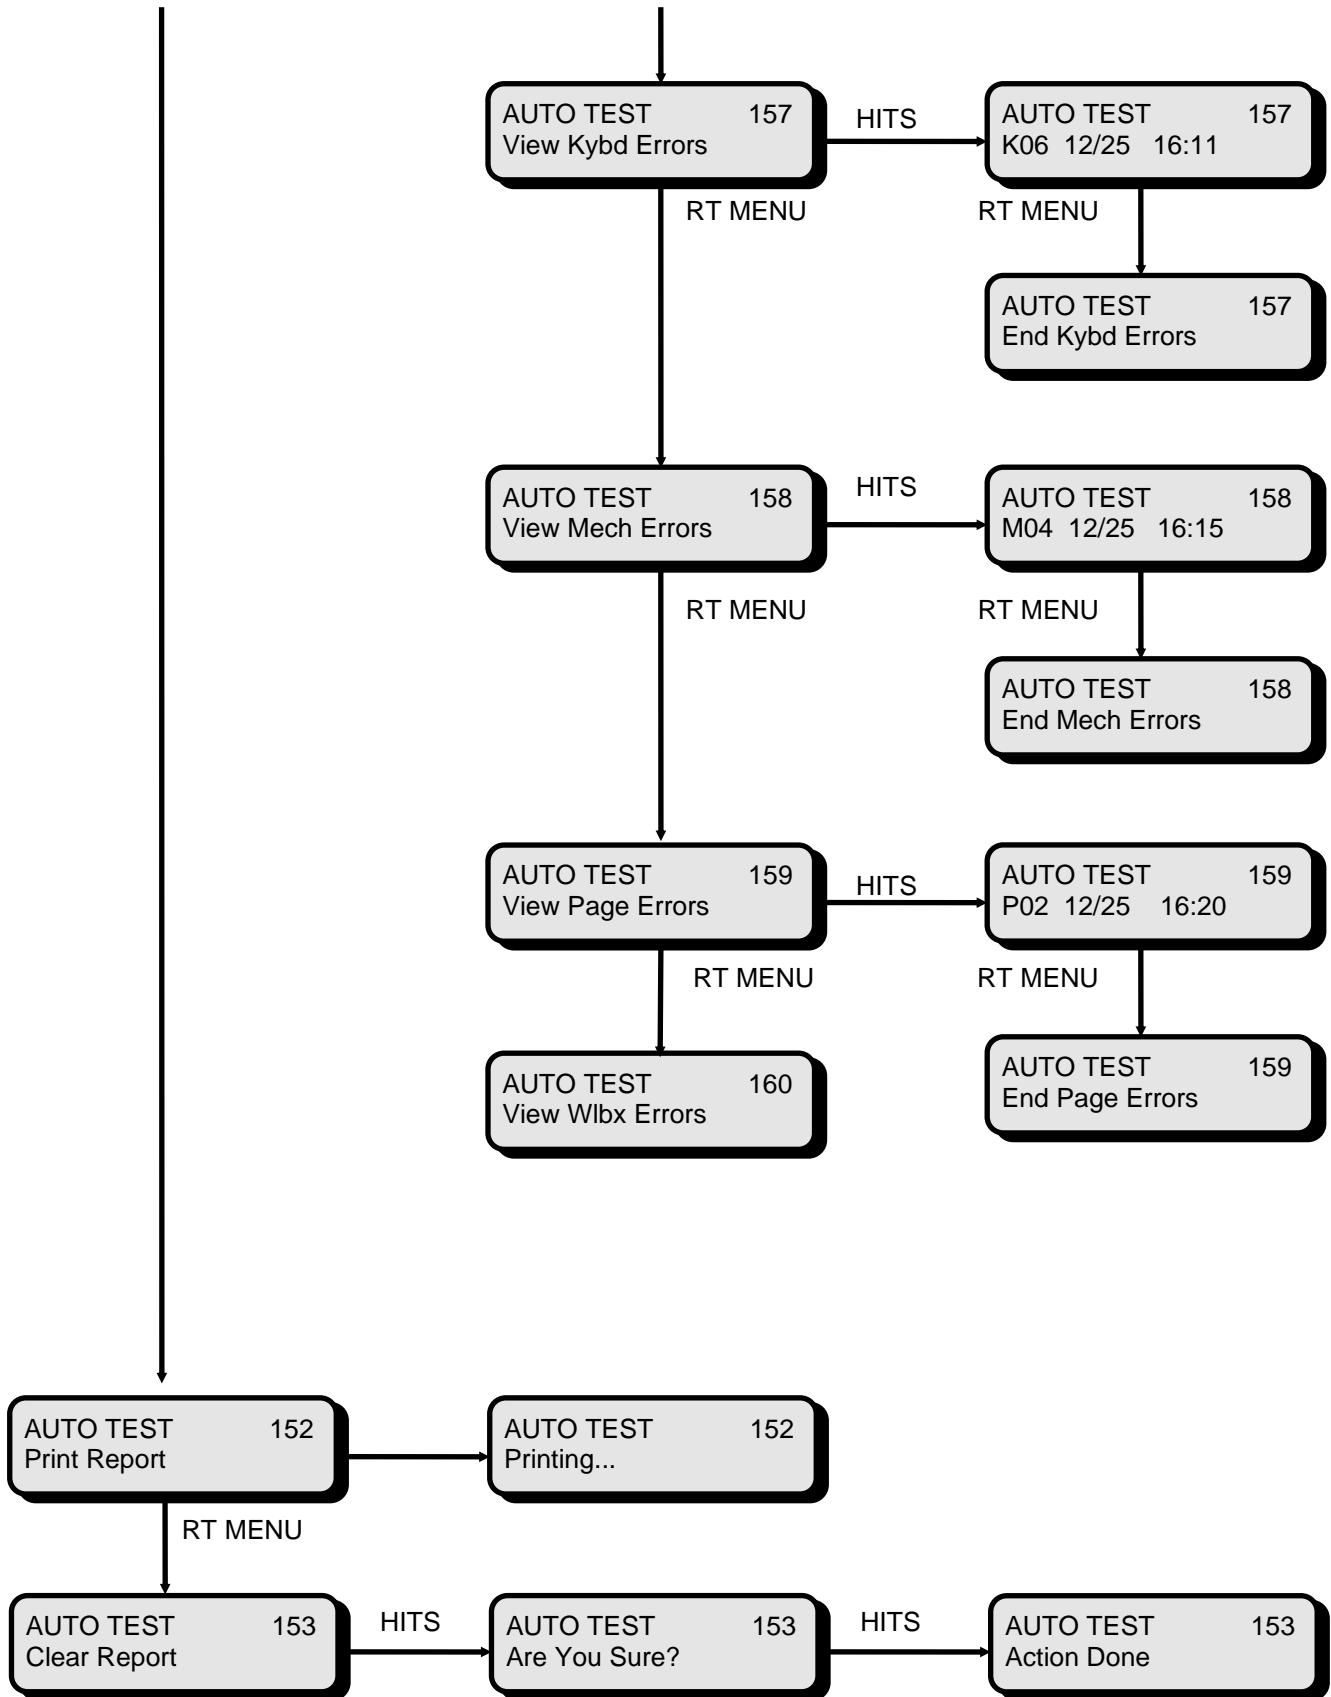 AUTO TEST 157
View Kybd Errors
HITS
AUTO TEST 157
K06 12/25 16:11
RT MENU
RT MENU
AUTO TEST 157
End Kybd Errors
AUTO TEST 158
View Mech Errors
HITS
AUTO TEST 158
M04 12/25 16:15
RT MENU
RT MENU
AUTO TEST 158
End Mech Errors
AUTO TEST 159
View Page Errors
HITS
AUTO TEST 159
P02 12/25 16:20
RT MENU
RT MENU
AUTO TEST 160
View Wlbx Errors
AUTO TEST 159
End Page Errors
AUTO TEST 152
Print Report
AUTO TEST 152
Printing...
RT MENU
AUTO TEST 153
Clear Report
HITS
AUTO TEST 153
Are You Sure?
HITS
AUTO TEST 153
Action Done